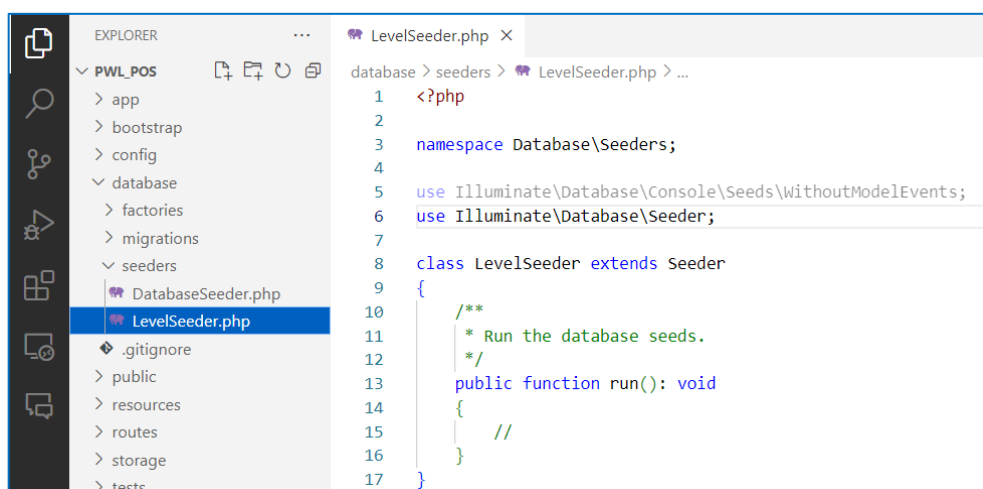 EXPLORER ...
PWL_POS
app
bootstrap
config
database
factories
migrations
seeders
DatabaseSeeder.php
LevelSeeder.php
.gitignore
public
resources
routes
storage
tests
LevelSeeder.php ×
database > seeders > LevelSeeder.php > ...
1 <?php
2
3 namespace Database\Seeders;
4
5 use Illuminate\Database\Console\Seeds\WithoutModelEvents;
6 use Illuminate\Database\Seeder;
7
8 class LevelSeeder extends Seeder
9 {
10 /**
11 * Run the database seeds.
12 */
13 public function run(): void
14 {
15 //
16 }
17 }